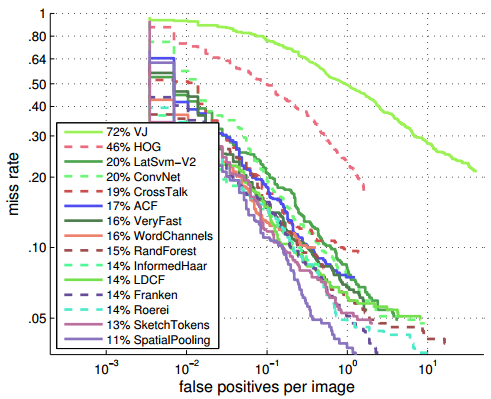 1
.80
.64
.50
.40
.30
.20
.10
.05
miss rate
72% VJ
46% HOG
20% LatSvm-V2
20% ConvNet
19% CrossTalk
17% ACF
16% VeryFast
16% WordChannels
15% RandForest
14% InformedHaar
14% LDCF
14% Franken
14% Roerei
13% SketchTokens
11% SpatialPooling
10⁻³ 10⁻² 10⁻¹ 10⁰ 10¹
false positives per image